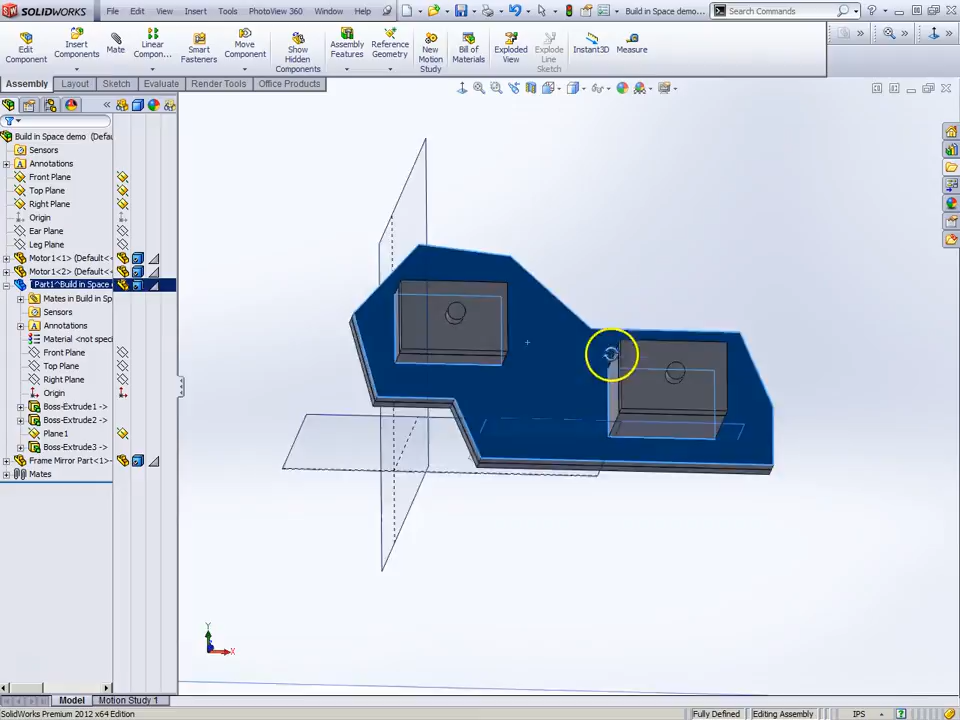 SOLIDWORKS File Edit View Insert Tools PhotoView 360 Window Help Build in Space demo... Search Commands
Edit Component
Insert Components
Mate
Linear Compon...
Smart Fasteners
Move Component
Show Hidden Components
Assembly Features
Reference Geometry
New Motion Study
Bill of Materials
Exploded View
Explode Line Sketch
Instant3D
Measure
Assembly Layout Sketch Evaluate Render Tools Office Products
Build in Space demo (Defau
Sensors
Annotations
Front Plane
Top Plane
Right Plane
Origin
Ear Plane
Leg Plane
Motor1<1> (Default<<
Motor1<2> (Default<<
Part1^Build in Space
Mates in Build in Sp
Sensors
Annotations
Material <not speci
Front Plane
Top Plane
Right Plane
Origin
Boss-Extrude1 ->
Boss-Extrude2 ->
Plane1
Boss-Extrude3 ->
Frame Mirror Part<1>
Mates
Y
X
Model Motion Study 1
SolidWorks Premium 2012 x64 Edition Fully Defined Editing Assembly IPS